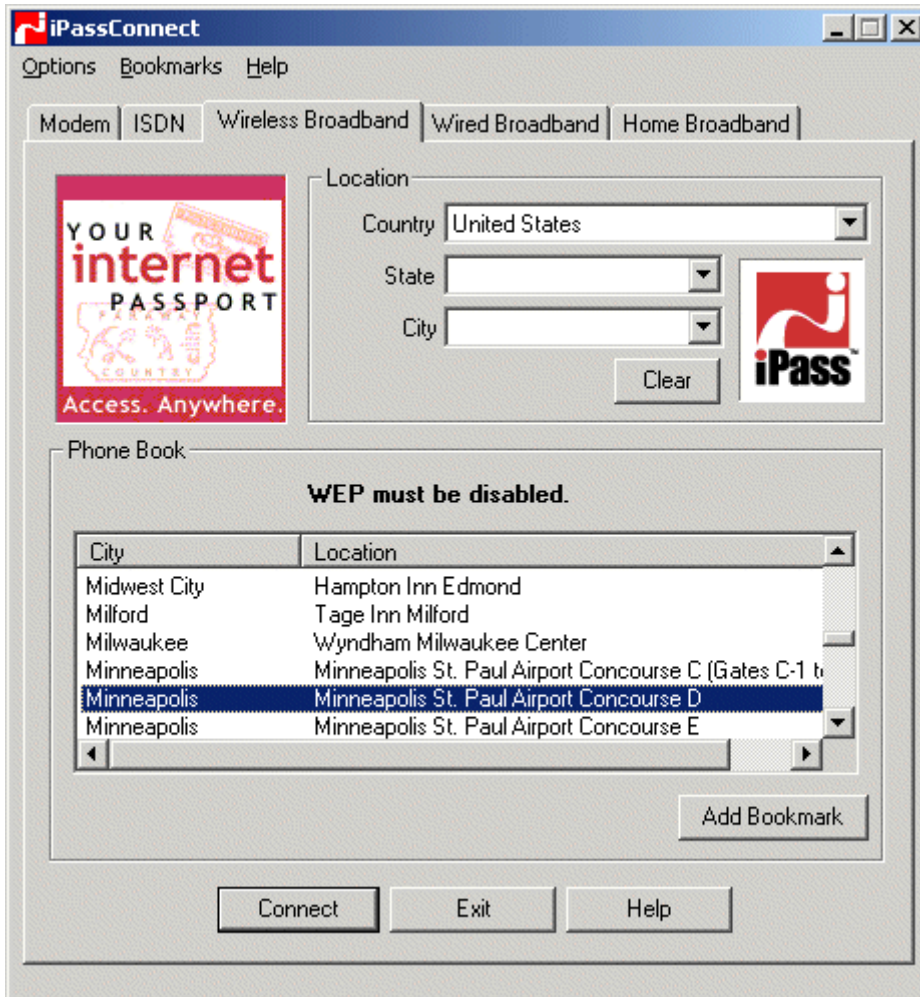 iPassConnect
Options Bookmarks Help
Modem ISDN Wireless Broadband Wired Broadband Home Broadband
YOUR
internet
PASSPORT
FARAWAY
COUNTRY
Access. Anywhere.
Location
Country United States
State
City
Clear
iPass™
Phone Book
WEP must be disabled.
City Location
Midwest City Hampton Inn Edmond
Milford Tage Inn Milford
Milwaukee Wyndham Milwaukee Center
Minneapolis Minneapolis St. Paul Airport Concourse C (Gates C-1 t
Minneapolis Minneapolis St. Paul Airport Concourse D
Minneapolis Minneapolis St. Paul Airport Concourse E
Add Bookmark
Connect Exit Help